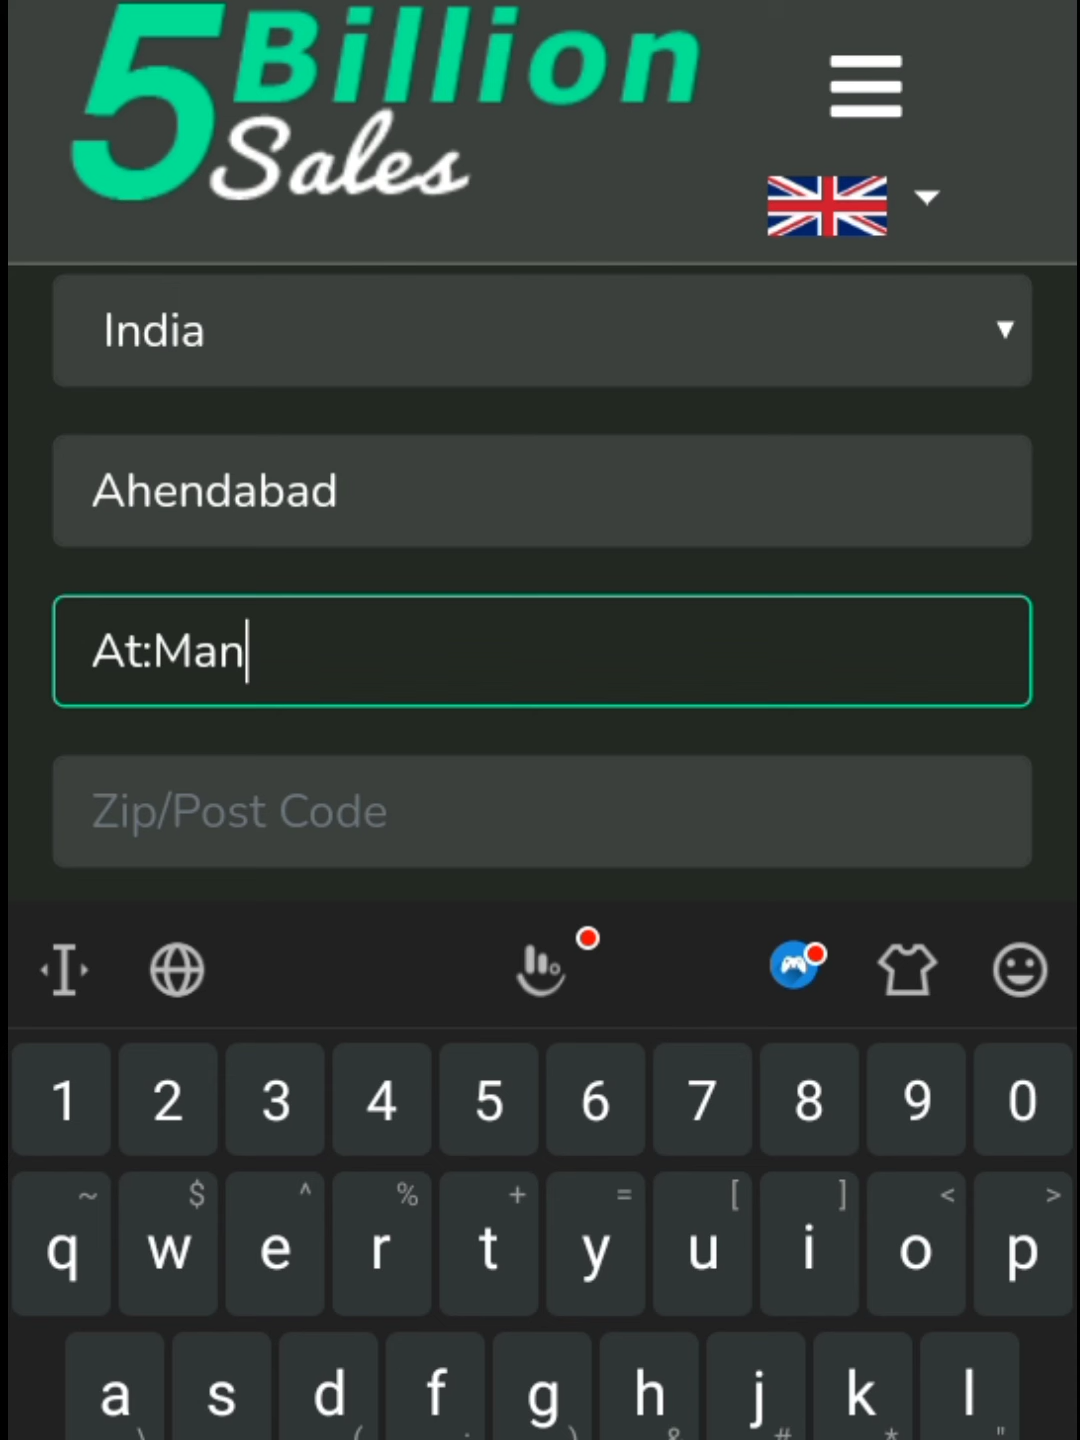 5 Billion
Sales
India
Ahendabad
At:Man
Zip/Post Code
1 2 3 4 5 6 7 8 9 0
~ $ ^ % + = [ ] < >
q w e r t y u i o p
a s d f g h j k l